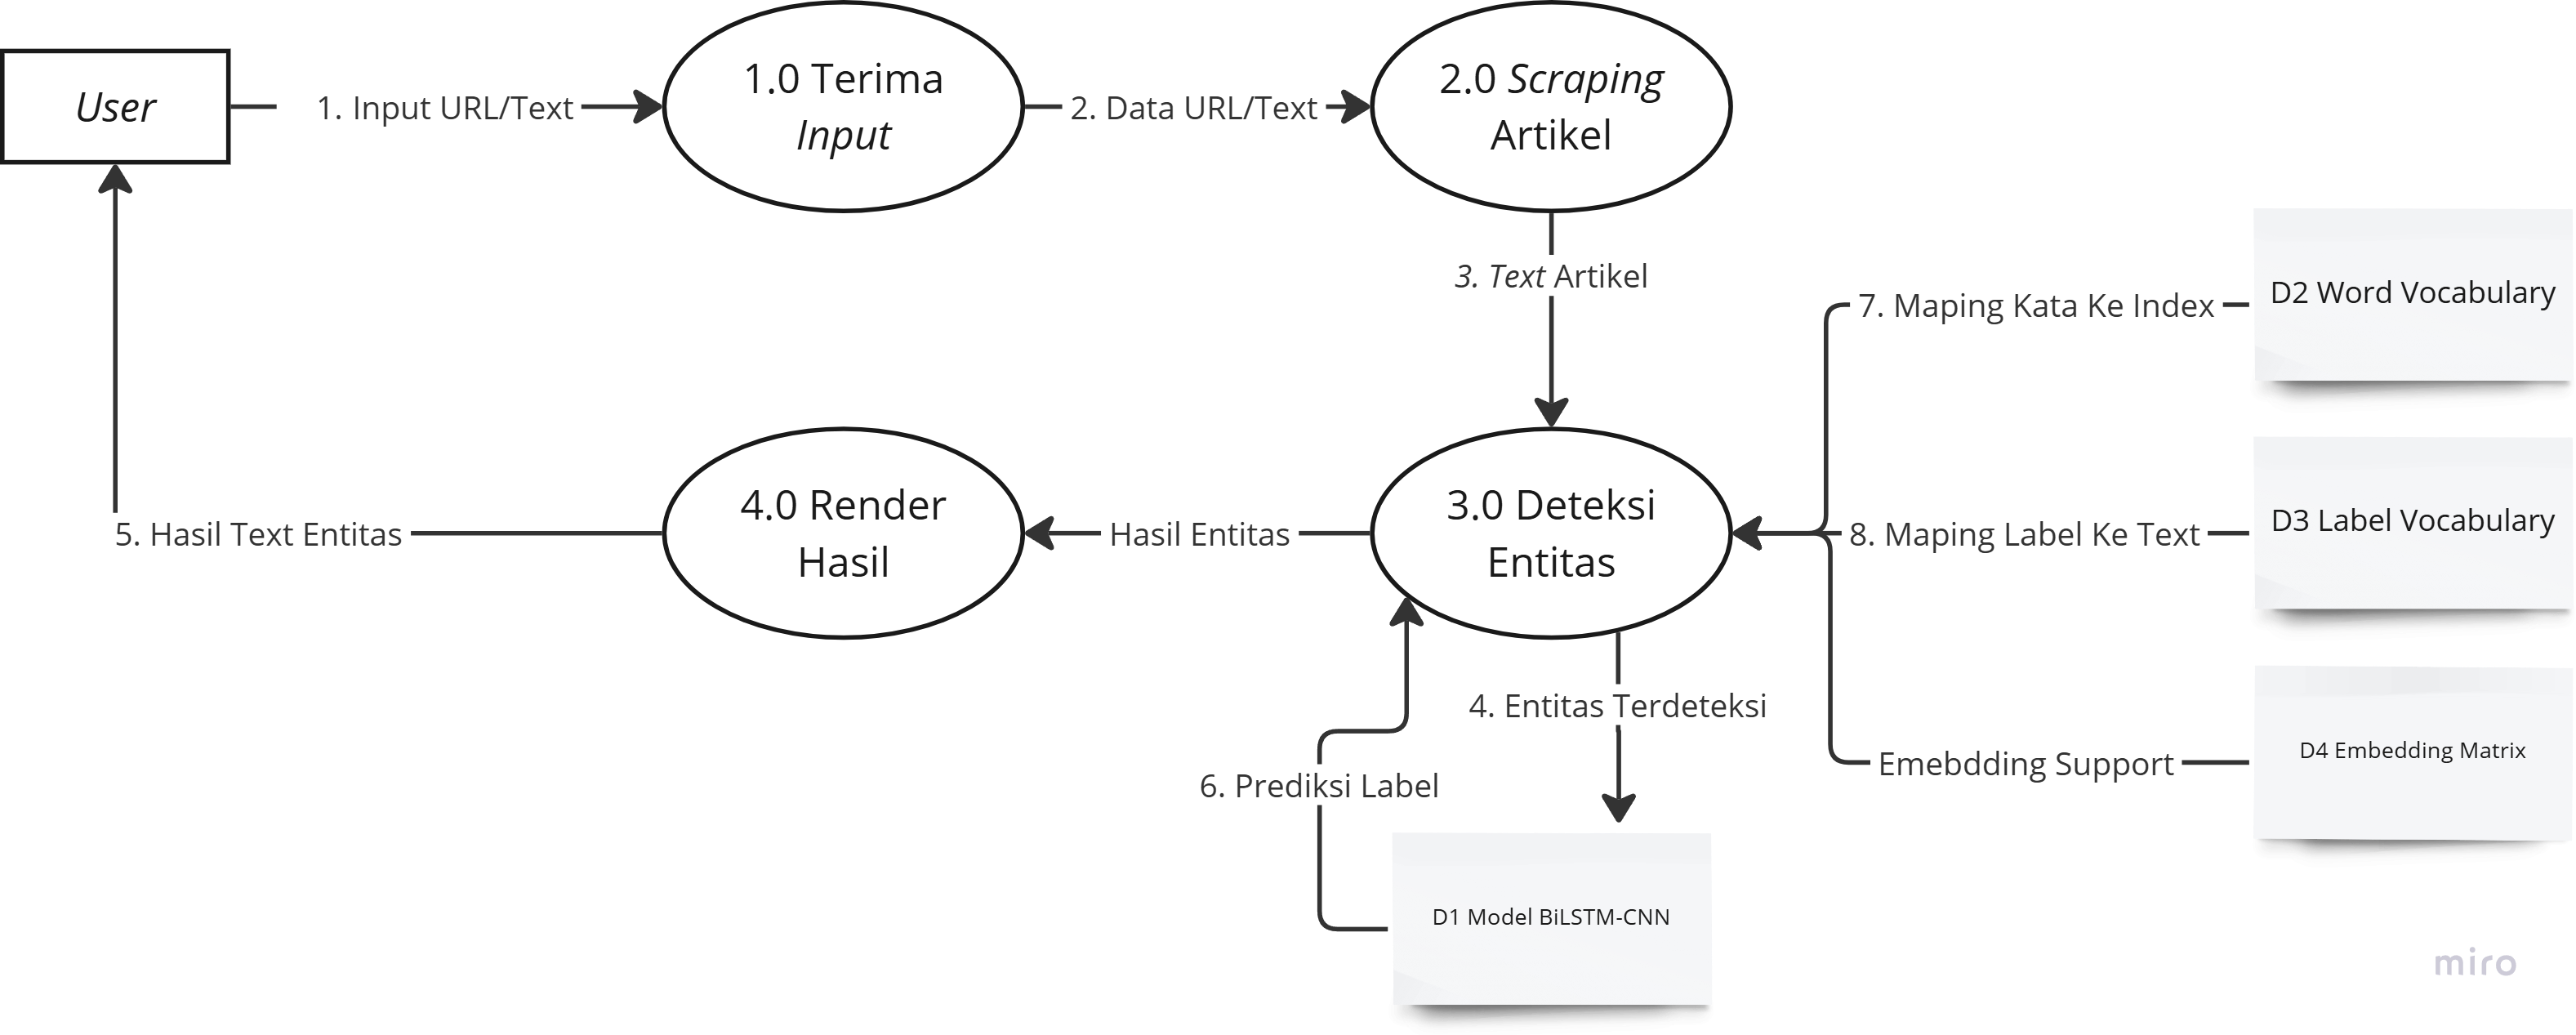 User
1. Input URL/Text
1.0 Terima
Input
2. Data URL/Text
2.0 Scraping
Artikel
3. Text Artikel
7. Maping Kata Ke Index
D2 Word Vocabulary
5. Hasil Text Entitas
4.0 Render
Hasil
Hasil Entitas
3.0 Deteksi
Entitas
8. Maping Label Ke Text
D3 Label Vocabulary
4. Entitas Terdeteksi
6. Prediksi Label
Emebdding Support
D4 Embedding Matrix
D1 Model BiLSTM-CNN
miro